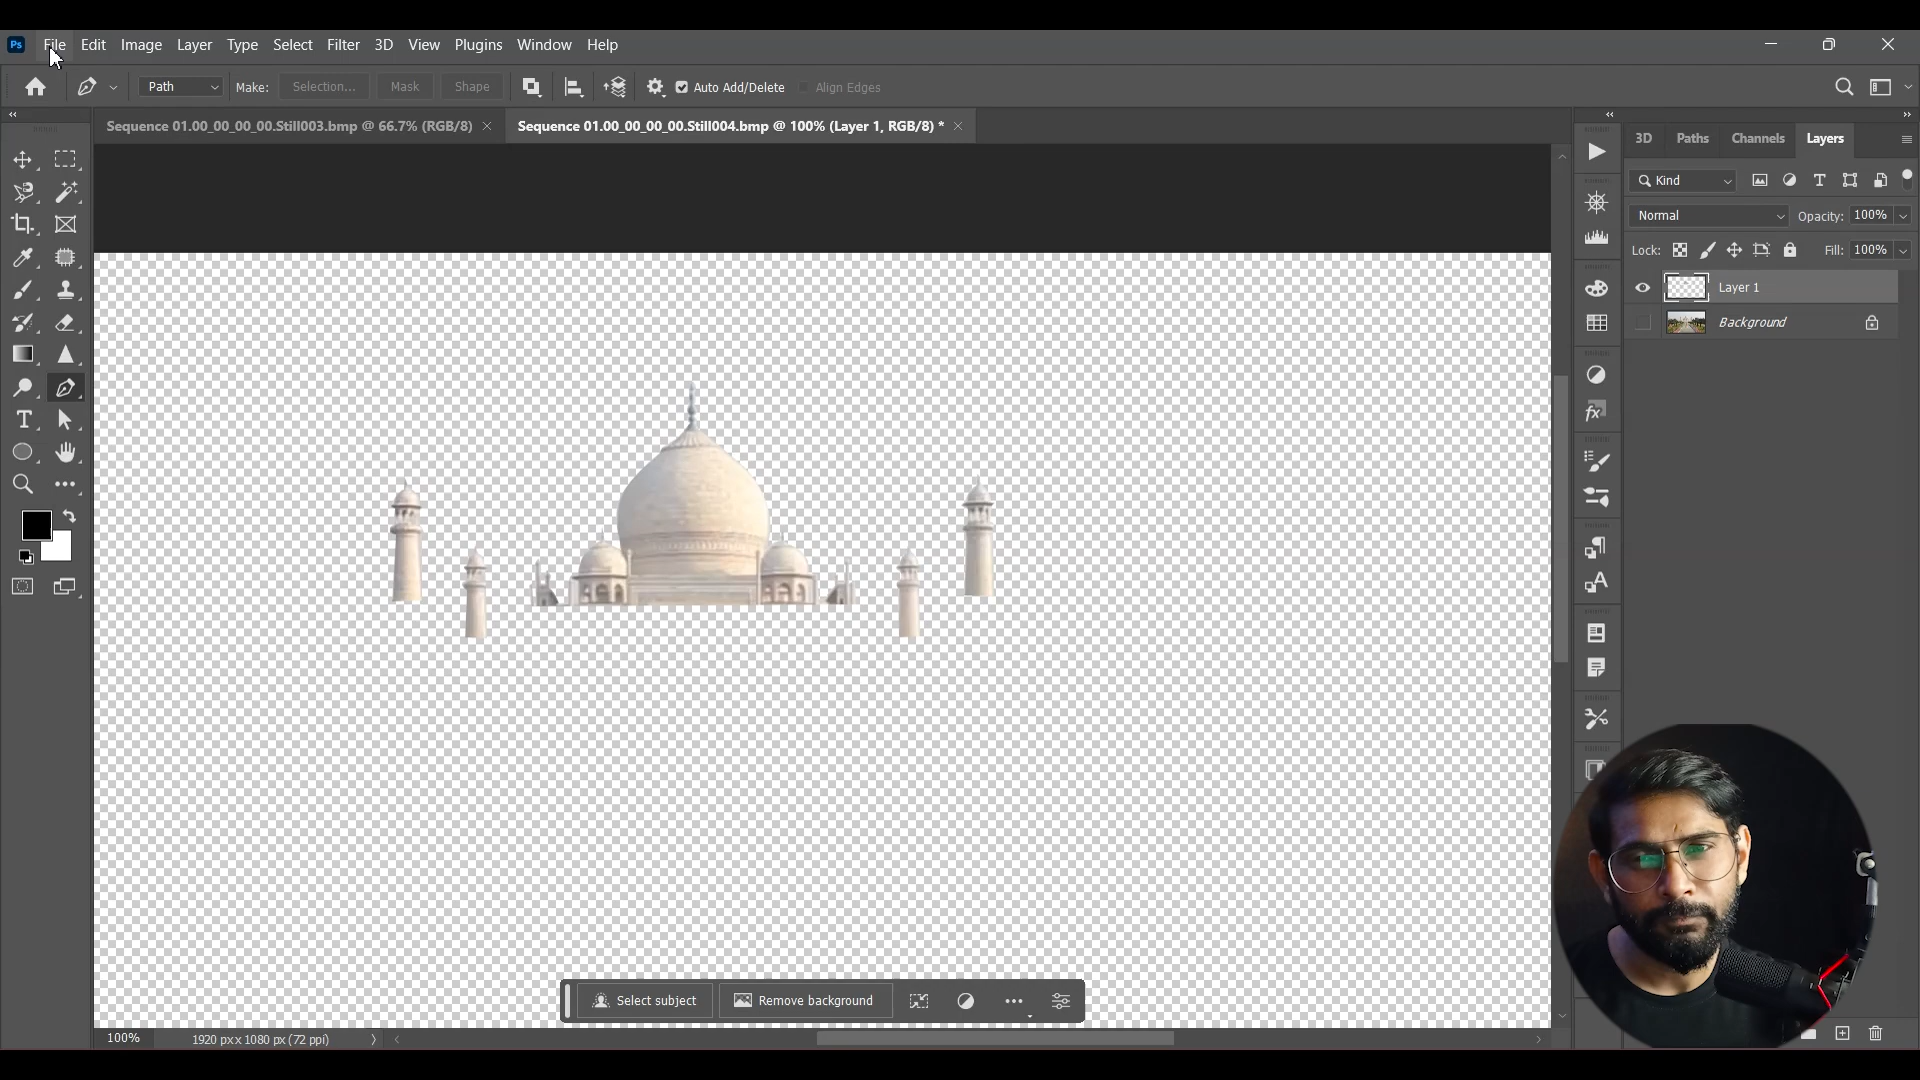 Ps File Edit Image Layer Type Select Filter 3D View Plugins Window Help
Path Make: Selection... Mask Shape Auto Add/Delete Align Edges
Sequence 01.00_00_00_00.Still003.bmp @ 66.7% (RGB/8) Sequence 01.00_00_00_00.Still004.bmp @ 100% (Layer 1, RGB/8) *
3D Paths Channels Layers
Kind
Normal Opacity: 100%
Lock: Fill: 100%
Layer 1
Background
Select subject Remove background
100% 1920 px x 1080 px (72 ppi)